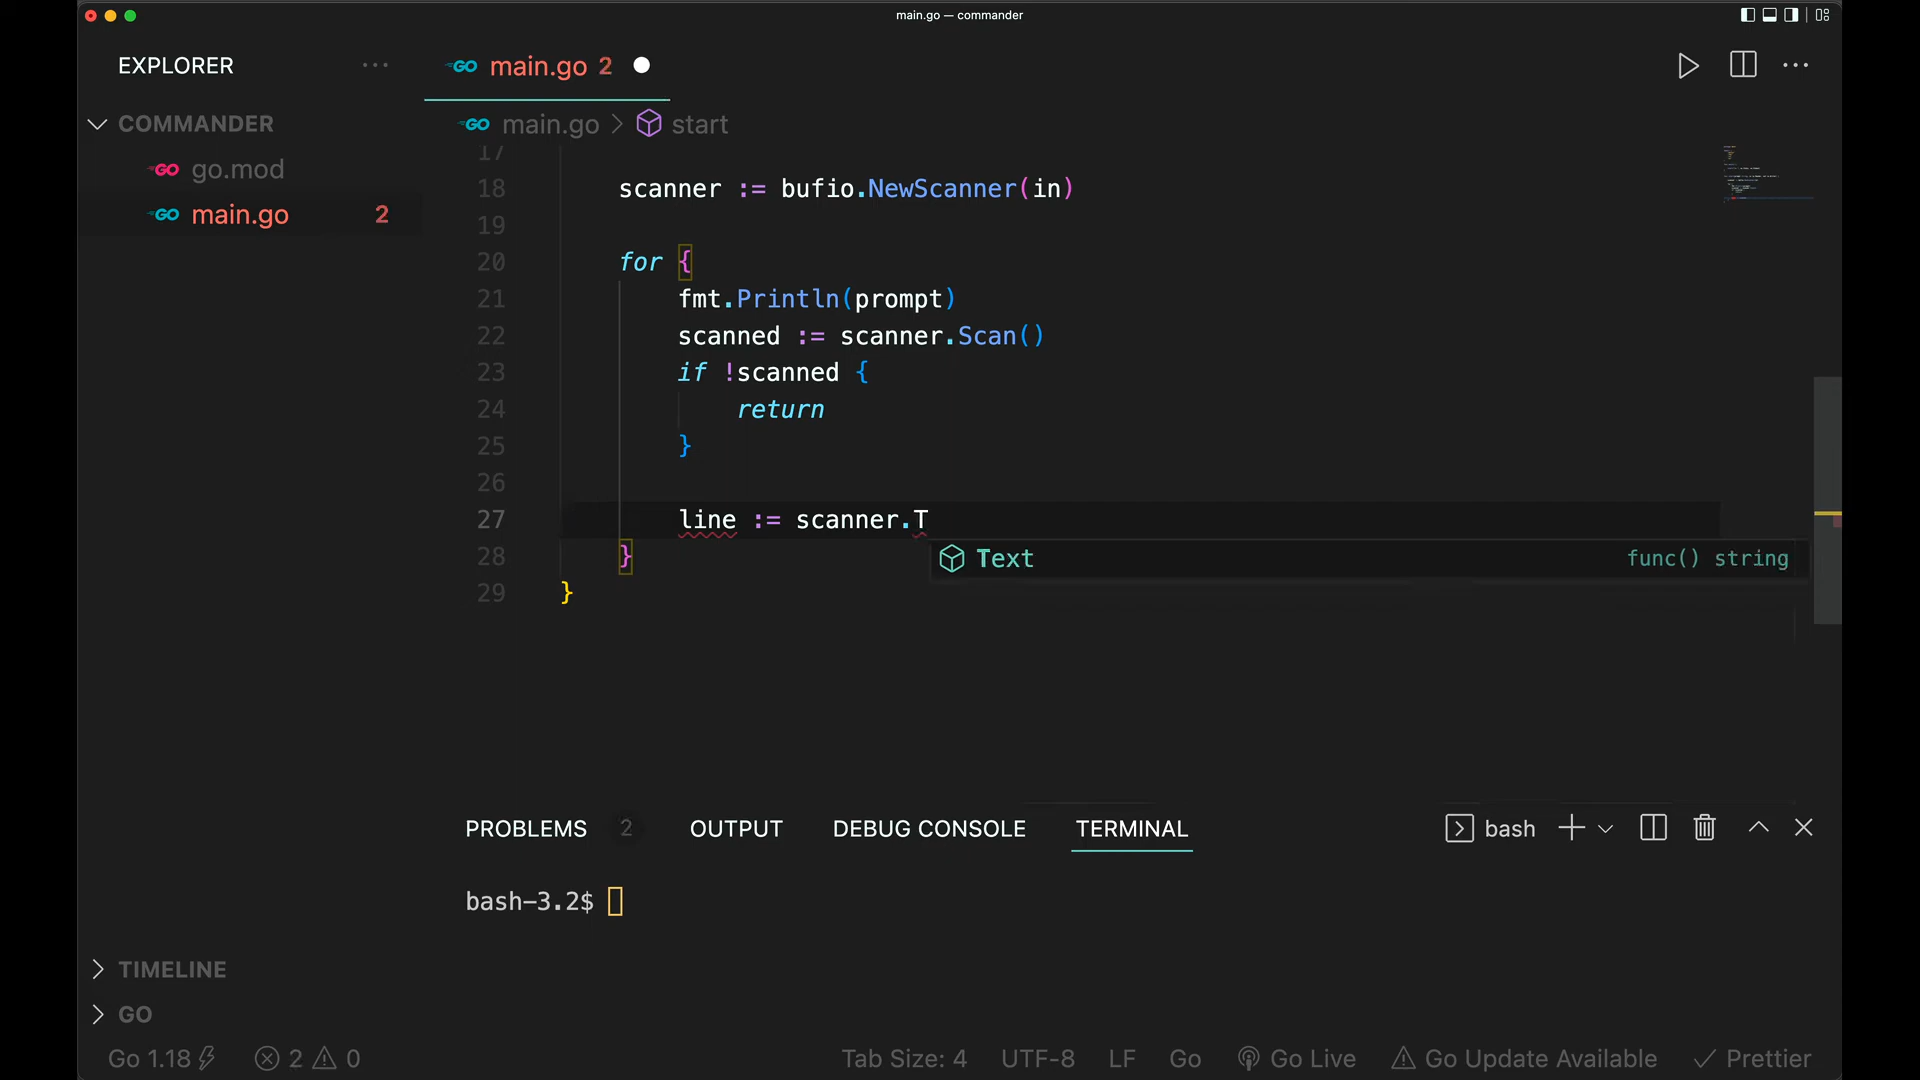 main.go — commander
EXPLORER
GO main.go 2
COMMANDER
GO main.go > start
GO go.mod
GO main.go 2
17
18 scanner := bufio.NewScanner(in)
19
20 for {
21 fmt.Println(prompt)
22 scanned := scanner.Scan()
23 if !scanned {
24 return
25 }
26
27 line := scanner.T
Text func() string
28 }
29 }
PROBLEMS 2 OUTPUT DEBUG CONSOLE TERMINAL bash
bash-3.2$
TIMELINE
GO
Go 1.18 2 0 Tab Size: 4 UTF-8 LF Go Go Live Go Update Available Prettier